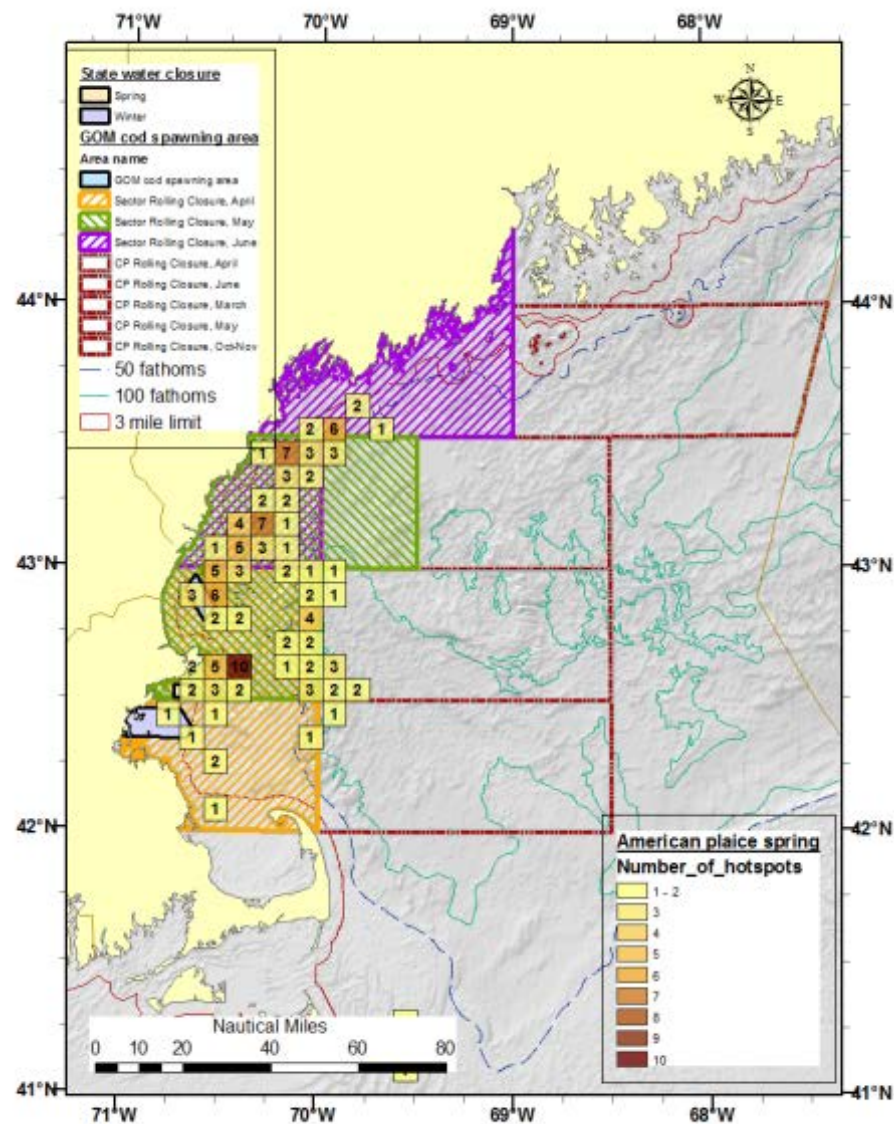 71°W 70°W 69°W 68°W
State water closure
Spring
Winter
GOM cod spawning area
Area name
GOM cod spawning area
Sector Rolling Closure, April
Sector Rolling Closure, May
Sector Rolling Closure, June
CP Rolling Closure, April
CP Rolling Closure, June
CP Rolling Closure, March
CP Rolling Closure, May
CP Rolling Closure, Oct-Nov
50 fathoms
100 fathoms
3 mile limit
N
W E
S
44°N 44°N
2
2 6 1
1 7 3 3
3 2
2 2
4 7 1
1 5 3 1
43°N 43°N
5 3 2 1 1
3 6 2 1
2 2 4
2 2
2 5 10 1 2 3
2 3 2 3 2 2
1 1 1
1 1
2
1
42°N 42°N
American plaice spring
Number_of_hotspots
1 - 2
3
4
5
6
7
8
9
10
Nautical Miles
0 10 20 40 60 80
41°N 41°N
71°W 70°W 69°W 68°W